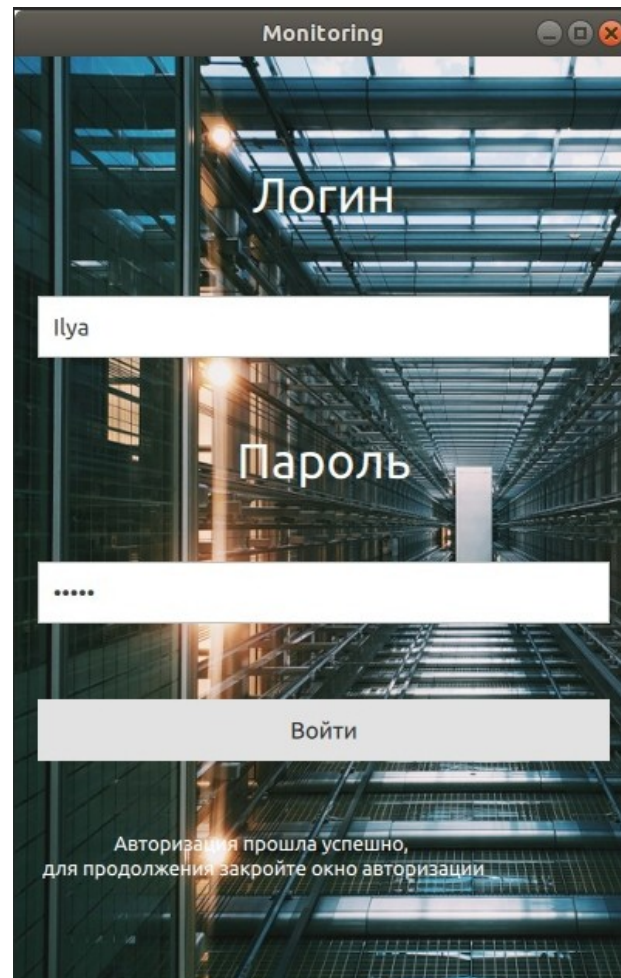 Monitoring
Логин
Ilya
Пароль
•••••
Войти
Авторизация прошла успешно,
для продолжения закройте окно авторизации